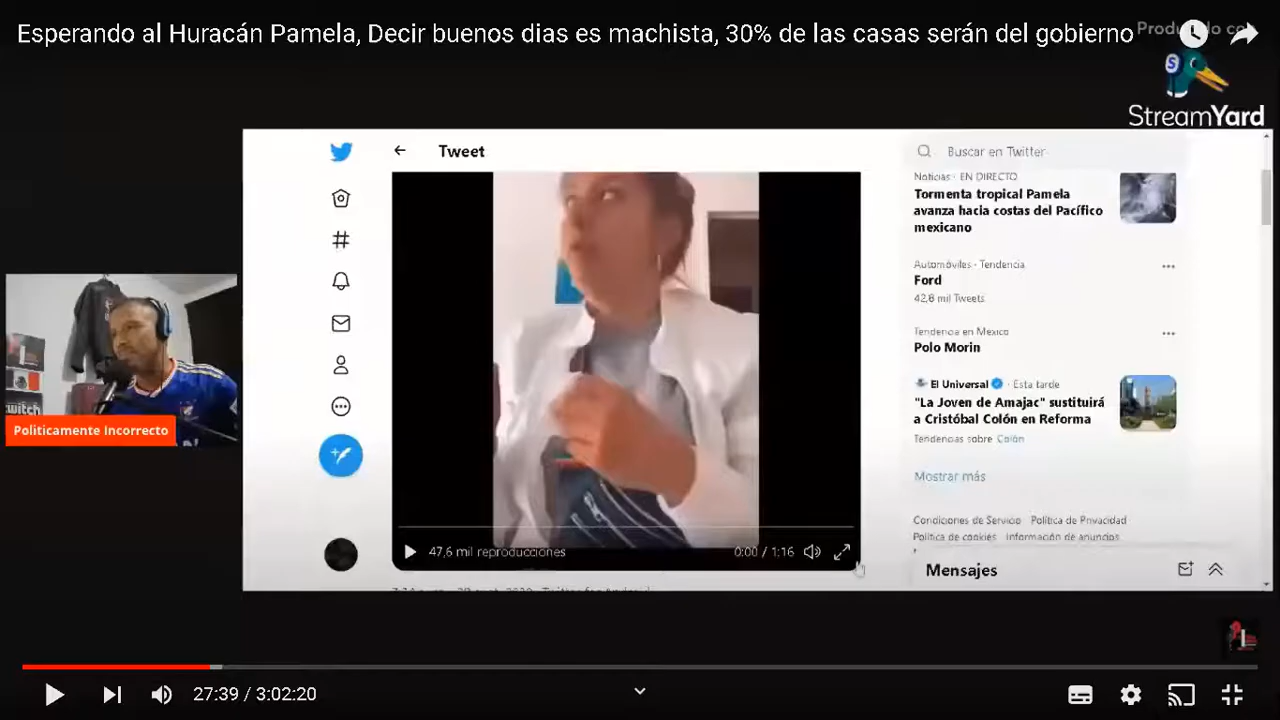 Esperando al Huracán Pamela, Decir buenos dias es machista, 30% de las casas serán del gobierno
S
StreamYard
Tweet
Buscar en Twitter
Noticias · EN DIRECTO
Tormenta tropical Pamela
avanza hacia costas del Pacífico
mexicano
Automóviles · Tendencia
Ford
42,6 mil Tweets
Tendencia en México
Polo Morin
El Universal · Esta tarde
"La Joven de Amajac" sustituirá
a Cristóbal Colón en Reforma
Tendencias sobre Colón
Mostrar más
Condiciones de Servicio Política de Privacidad
Política de cookies Información de anuncios
Mensajes
47,6 mil reproducciones
0:00 / 1:16
twitch
Politicamente Incorrecto
27:39 / 3:02:20